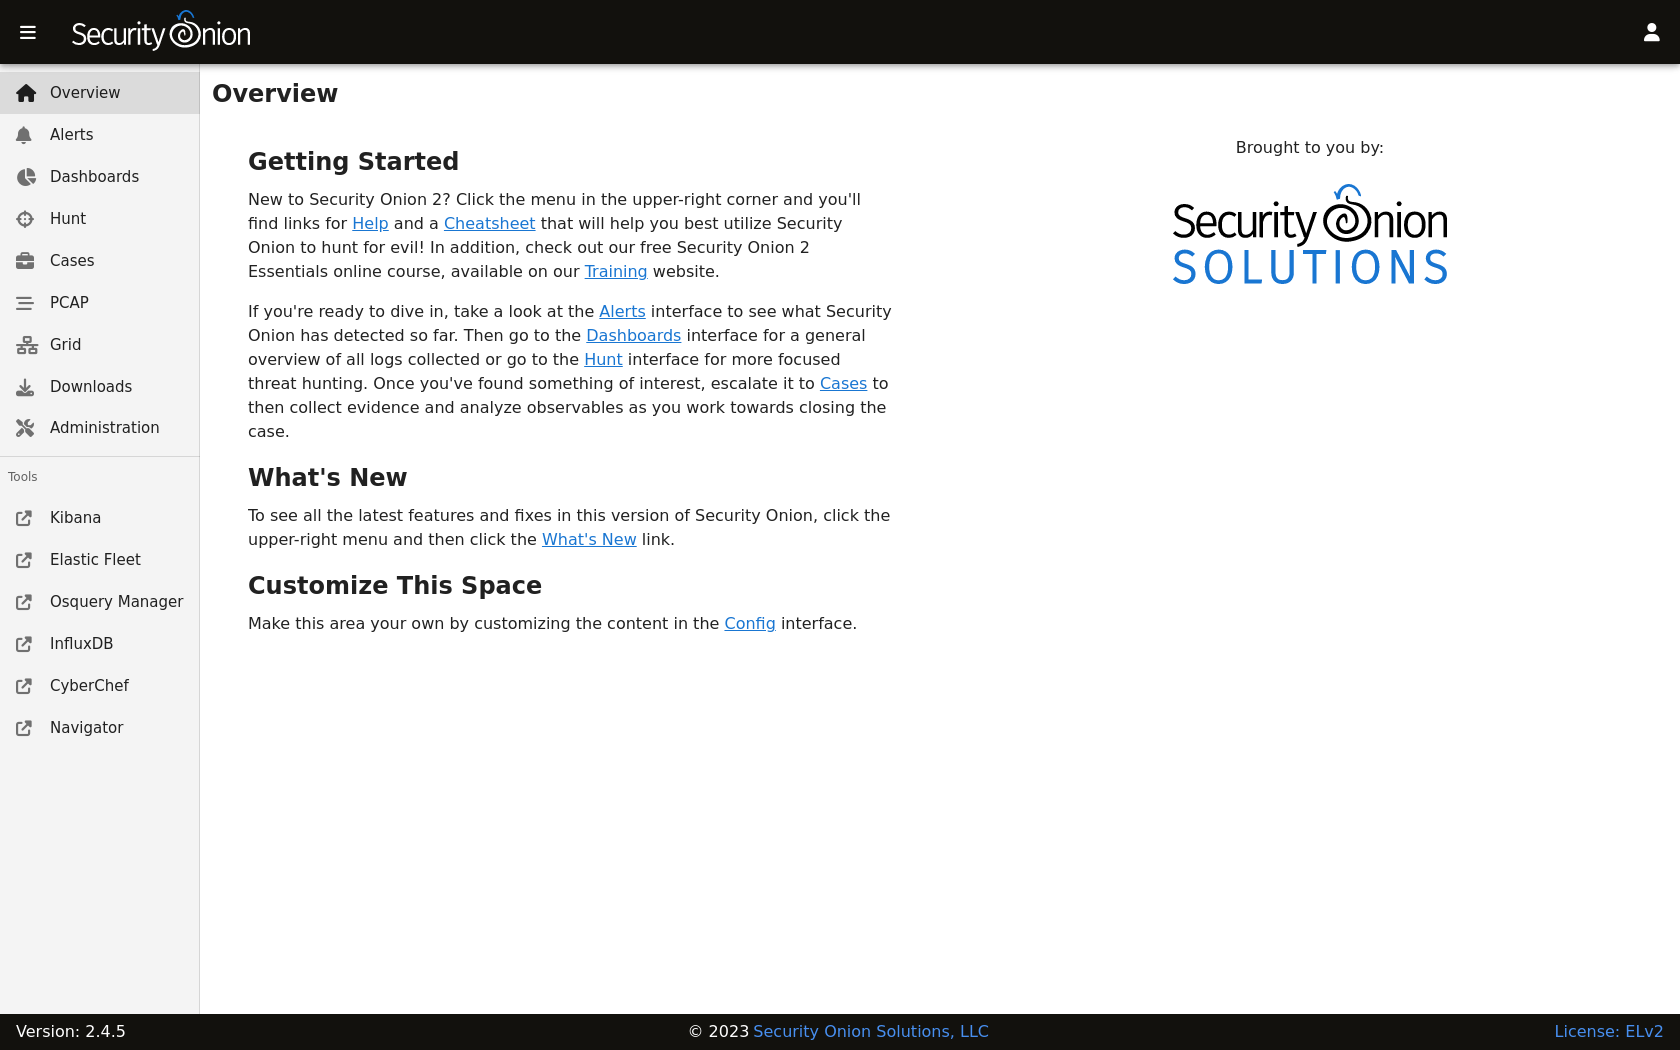 Security Onion
Overview
Alerts
Dashboards
Hunt
Cases
PCAP
Grid
Downloads
Administration
Tools
Kibana
Elastic Fleet
Osquery Manager
InfluxDB
CyberChef
Navigator
Overview
Getting Started
New to Security Onion 2? Click the menu in the upper-right corner and you'll
find links for Help and a Cheatsheet that will help you best utilize Security
Onion to hunt for evil! In addition, check out our free Security Onion 2
Essentials online course, available on our Training website.
If you're ready to dive in, take a look at the Alerts interface to see what Security
Onion has detected so far. Then go to the Dashboards interface for a general
overview of all logs collected or go to the Hunt interface for more focused
threat hunting. Once you've found something of interest, escalate it to Cases to
then collect evidence and analyze observables as you work towards closing the
case.
What's New
To see all the latest features and fixes in this version of Security Onion, click the
upper-right menu and then click the What's New link.
Customize This Space
Make this area your own by customizing the content in the Config interface.
Brought to you by:
Security Onion
SOLUTIONS
Version: 2.4.5
© 2023 Security Onion Solutions, LLC
License: ELv2